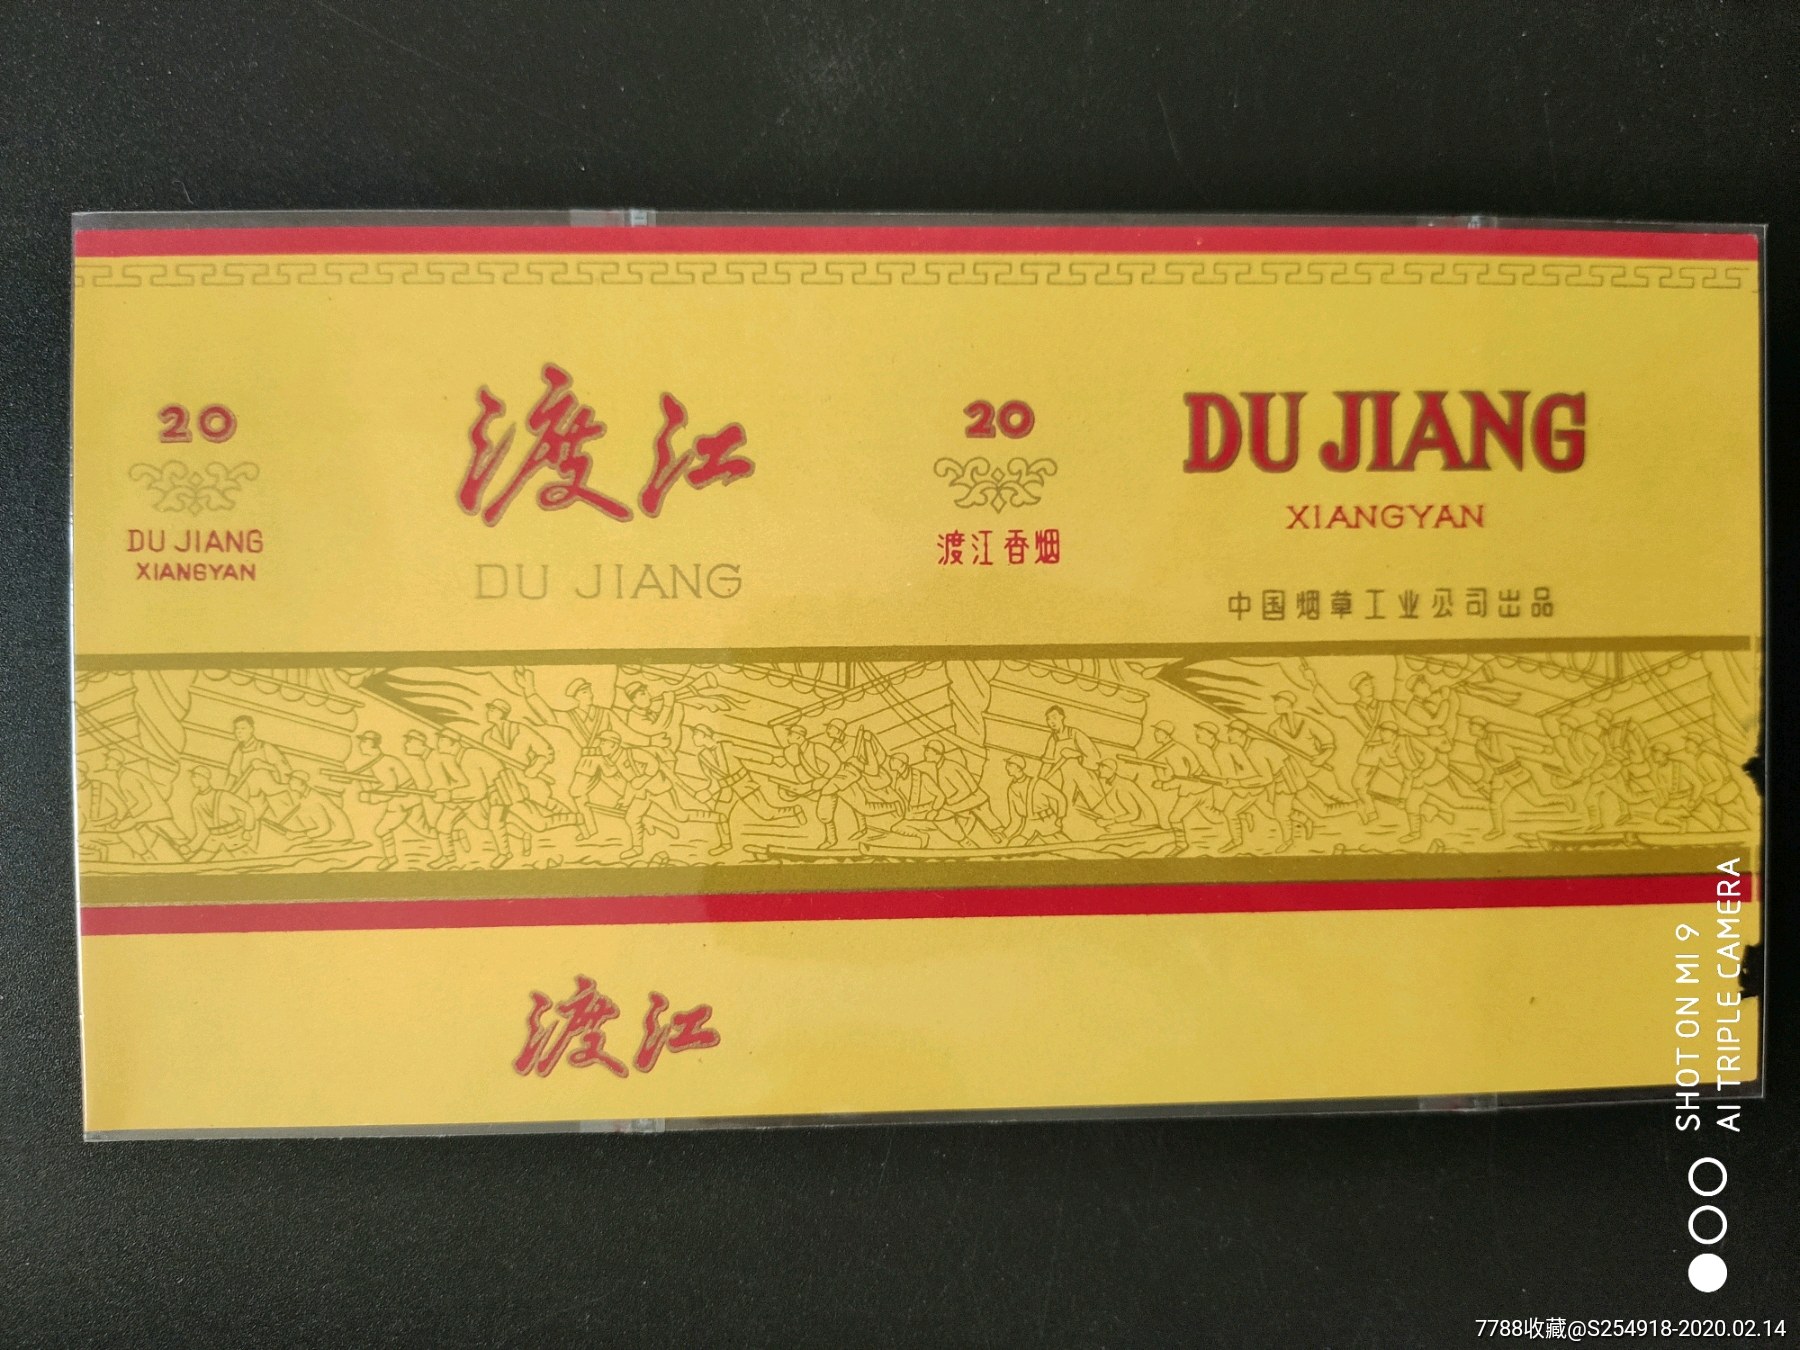 20
DU JIANG
XIANGYAN
渡江
DU JIANG
20
渡江香烟
DU JIANG
XIANGYAN
中国烟草工业公司出品
渡江
SHOT ON MI 9
AI TRIPLE CAMERA
7788收藏@S254918-2020.02.14